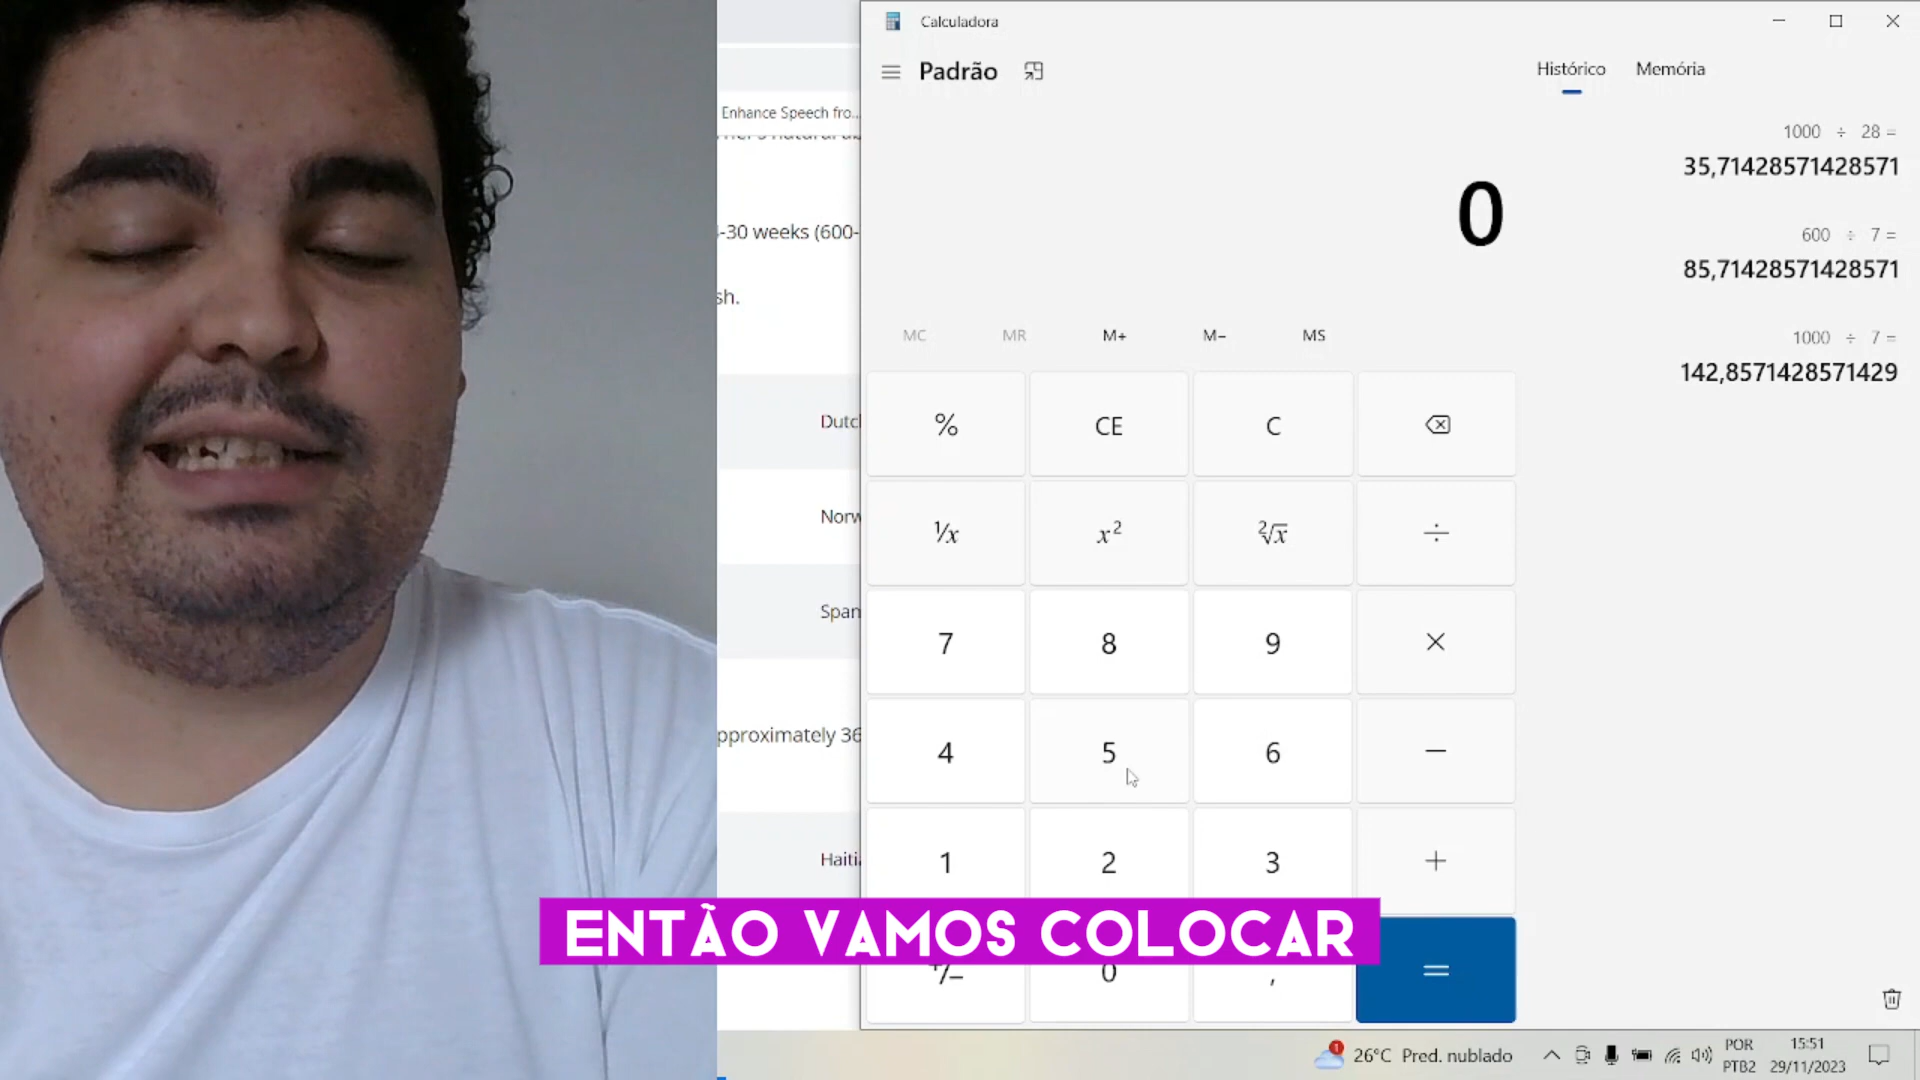 Calculadora
Padrão
Histórico
Memória
Enhance Speech fro...
1000 ÷ 28 =
35,71428571428571
-30 weeks (600-
0
600 ÷ 7 =
85,71428571428571
sh.
MC MR M+ M− MS
1000 ÷ 7 =
142,8571428571429
Dutc
% CE C
Norw
⅟x x² ²√x ÷
Span
7 8 9 ×
pproximately 36
4 5 6 −
Haiti
1 2 3 +
ENTÃO VAMOS COLOCAR
+/− 0 , =
1
26°C Pred. nublado
POR
PTB2
15:51
29/11/2023